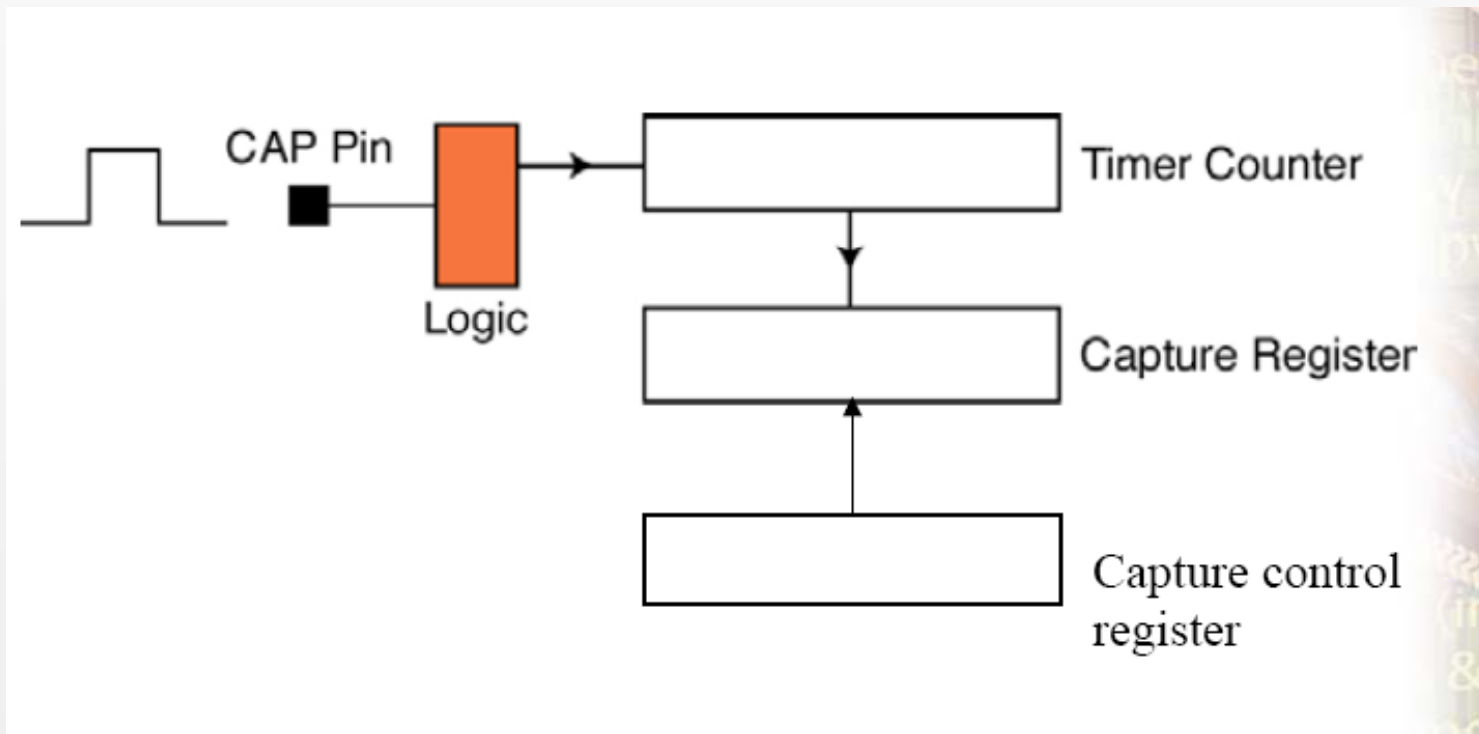 CAP Pin
Timer Counter
Logic
Capture Register
Capture control
register
&